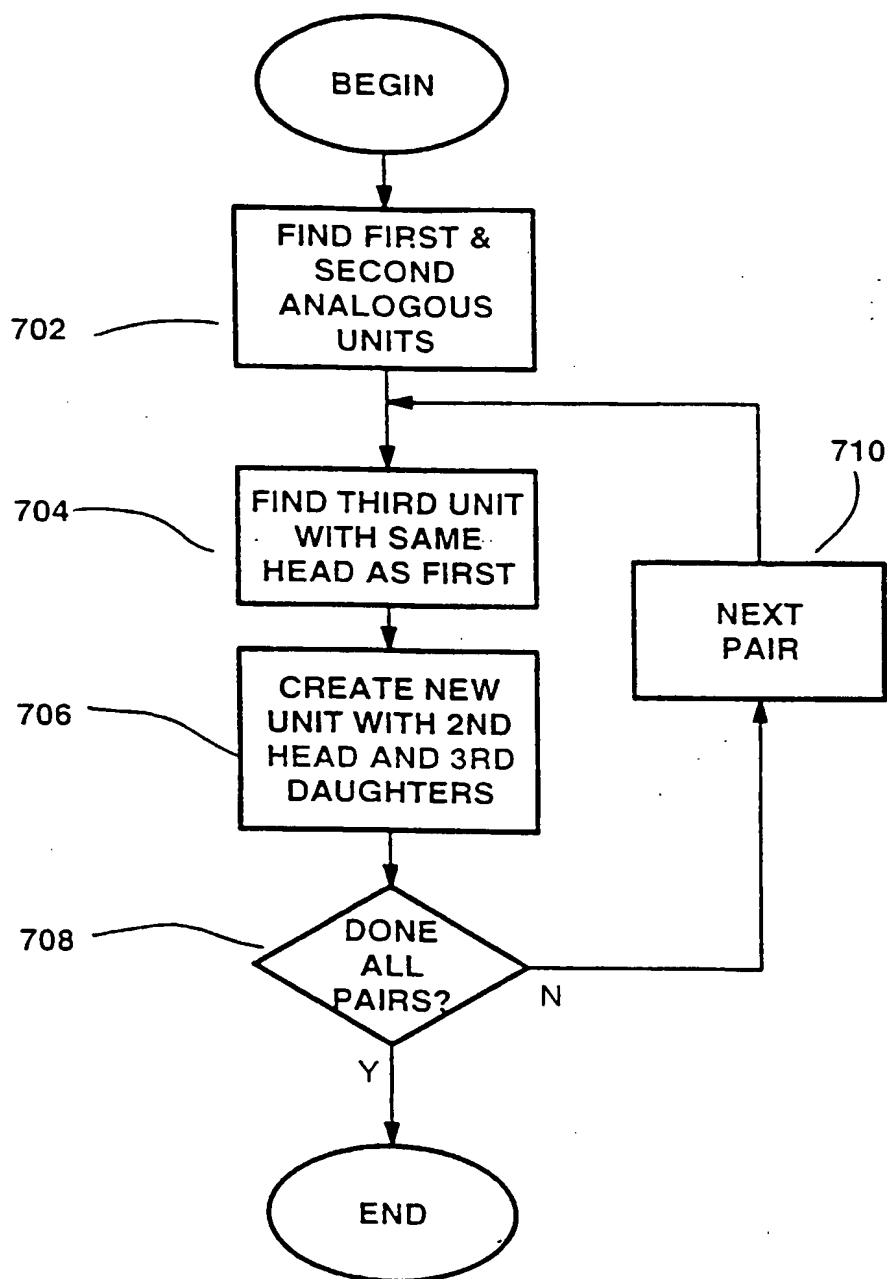 BEGIN
FIND FIRST &
SECOND
ANALOGOUS
UNITS
702
710
704
FIND THIRD UNIT
WITH SAME
HEAD AS FIRST
NEXT
PAIR
706
CREATE NEW
UNIT WITH 2ND
HEAD AND 3RD
DAUGHTERS
708
DONE
ALL
PAIRS?
N
Y
END